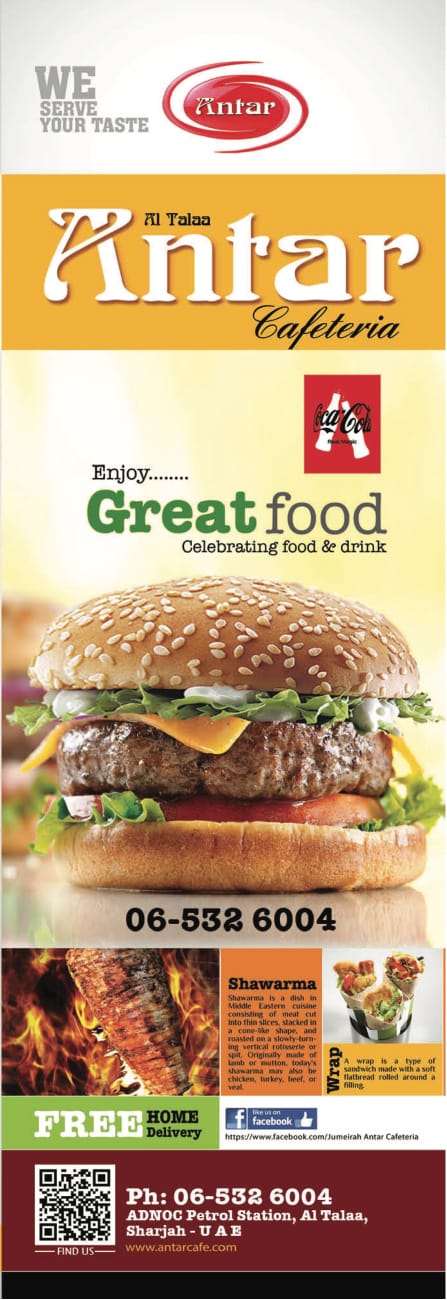 WE
SERVE
YOUR TASTE
Antar
Al Talaa
Antar
Cafeteria
Coca-Cola
Real Magic
Enjoy........
Great food
Celebrating food & drink
06-532 6004
Shawarma
Shawarma is a dish in
Middle Eastern cuisine
consisting of meat cut
into thin slices, stacked in
a cone-like shape, and
roasted on a slowly-turn-
ing vertical rotisserie or
spit. Originally made of
lamb or mutton, today's
shawarma may also be
chicken, turkey, beef, or
veal.
Wrap
A wrap is a type of
sandwich made with a soft
flatbread rolled around a
filling.
FREE HOME
Delivery
like us on
facebook
https://www.facebook.com/Jumeirah Antar Cafeteria
FIND US
Ph: 06-532 6004
ADNOC Petrol Station, Al Talaa,
Sharjah - U A E
www.antarcafe.com